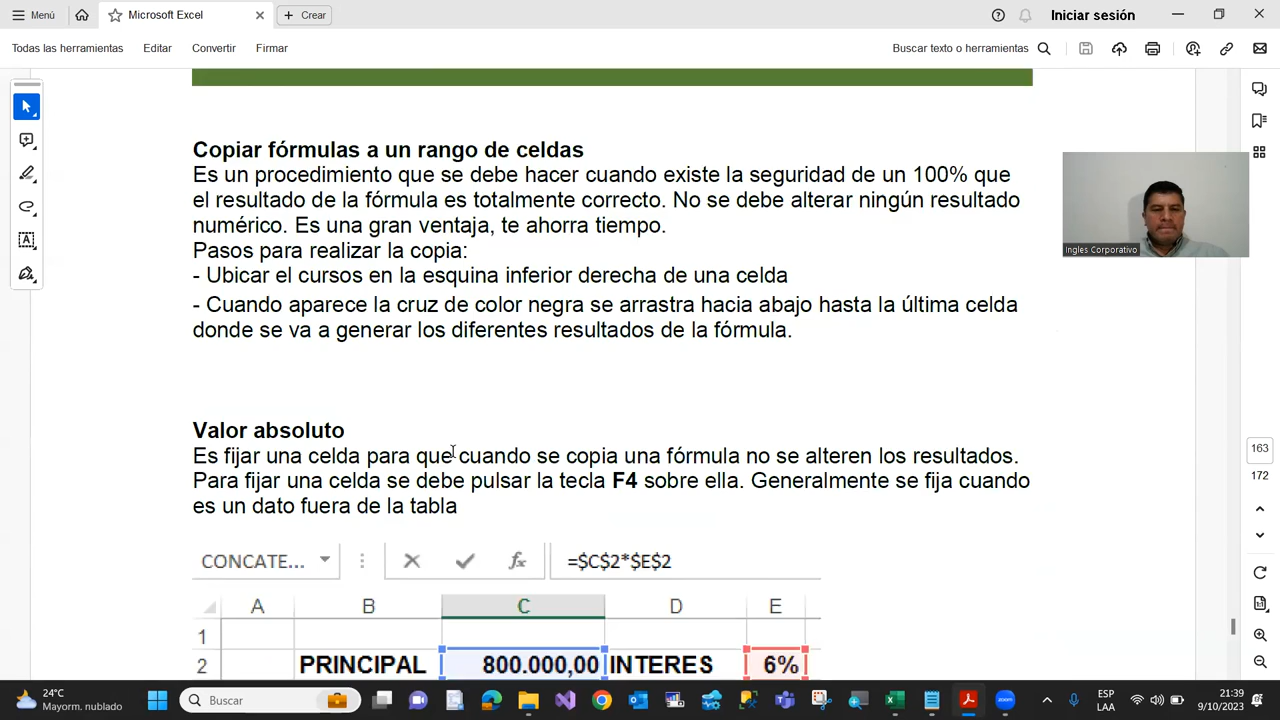 Menú
Microsoft Excel
Crear
Iniciar sesión
Todas las herramientas
Editar
Convertir
Firmar
Buscar texto o herramientas
Copiar fórmulas a un rango de celdas
Es un procedimiento que se debe hacer cuando existe la seguridad de un 100% que
el resultado de la fórmula es totalmente correcto. No se debe alterar ningún resultado
numérico. Es una gran ventaja, te ahorra tiempo.
Pasos para realizar la copia:
- Ubicar el cursos en la esquina inferior derecha de una celda
- Cuando aparece la cruz de color negra se arrastra hacia abajo hasta la última celda
donde se va a generar los diferentes resultados de la fórmula.
Ingles Corporativo
Valor absoluto
Es fijar una celda para que cuando se copia una fórmula no se alteren los resultados.
Para fijar una celda se debe pulsar la tecla F4 sobre ella. Generalmente se fija cuando
es un dato fuera de la tabla
163
172
CONCATE... fx =$C$2*$E$2
A B C D E
1
2 PRINCIPAL 800.000,00 INTERES 6%
24°C
Mayorm. nublado
Buscar
ESP
LAA
21:39
9/10/2023